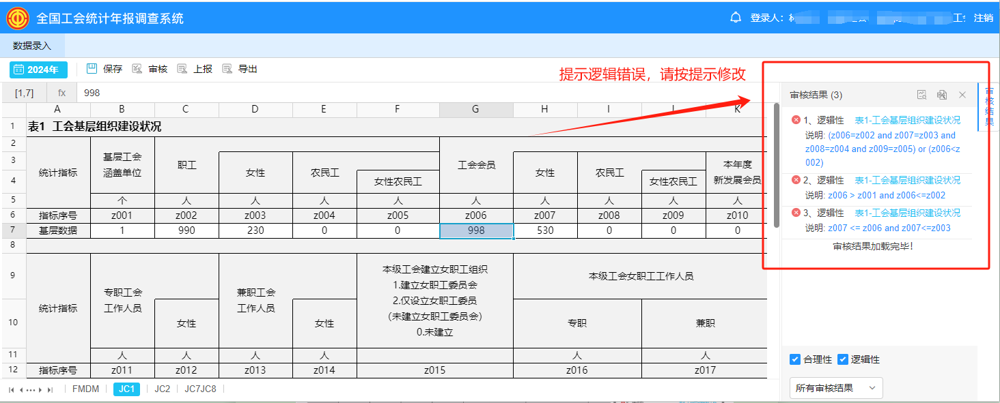 全国工会统计年报调查系统
登录人: 工会 注销
数据录入
2024年 保存 审核 上报 导出
提示逻辑错误，请按提示修改
[1,7] fx 998
A B C D E F G H I J K
1 表1 工会基层组织建设状况
2
3
4
5
统计指标
基层工会
涵盖单位
职工
女性
农民工
女性农民工
工会会员
女性
农民工
女性农民工
本年度
新发展会员
个 人 人 人 人 人 人 人 人 人
6 指标序号 z001 z002 z003 z004 z005 z006 z007 z008 z009 z010
7 基层数据 1 990 230 0 0 998 530 0 0 0
8
9
10
统计指标
专职工会
工作人员
女性
兼职工会
工作人员
女性
本级工会建立女职工组织
1.建立女职工委员会
2.仅设立女职工委员
（未建立女职工委员会）
0.未建立
本级工会女职工工作人员
专职
兼职
11 人 人 人 人 人 人
12 指标序号 z011 z012 z013 z014 z015 z016 z017
FMDM JC1 JC2 JC7JC8
审核结果 (3)
审核结果
1、逻辑性 表1-工会基层组织建设状况
说明: (z006=z002 and z007=z003 and
z008=z004 and z009=z005) or (z006<z
002)
2、逻辑性 表1-工会基层组织建设状况
说明: z006 > z001 and z006<=z002
3、逻辑性 表1-工会基层组织建设状况
说明: z007 <= z006 and z007<=z003
审核结果加载完毕！
合理性 逻辑性
所有审核结果